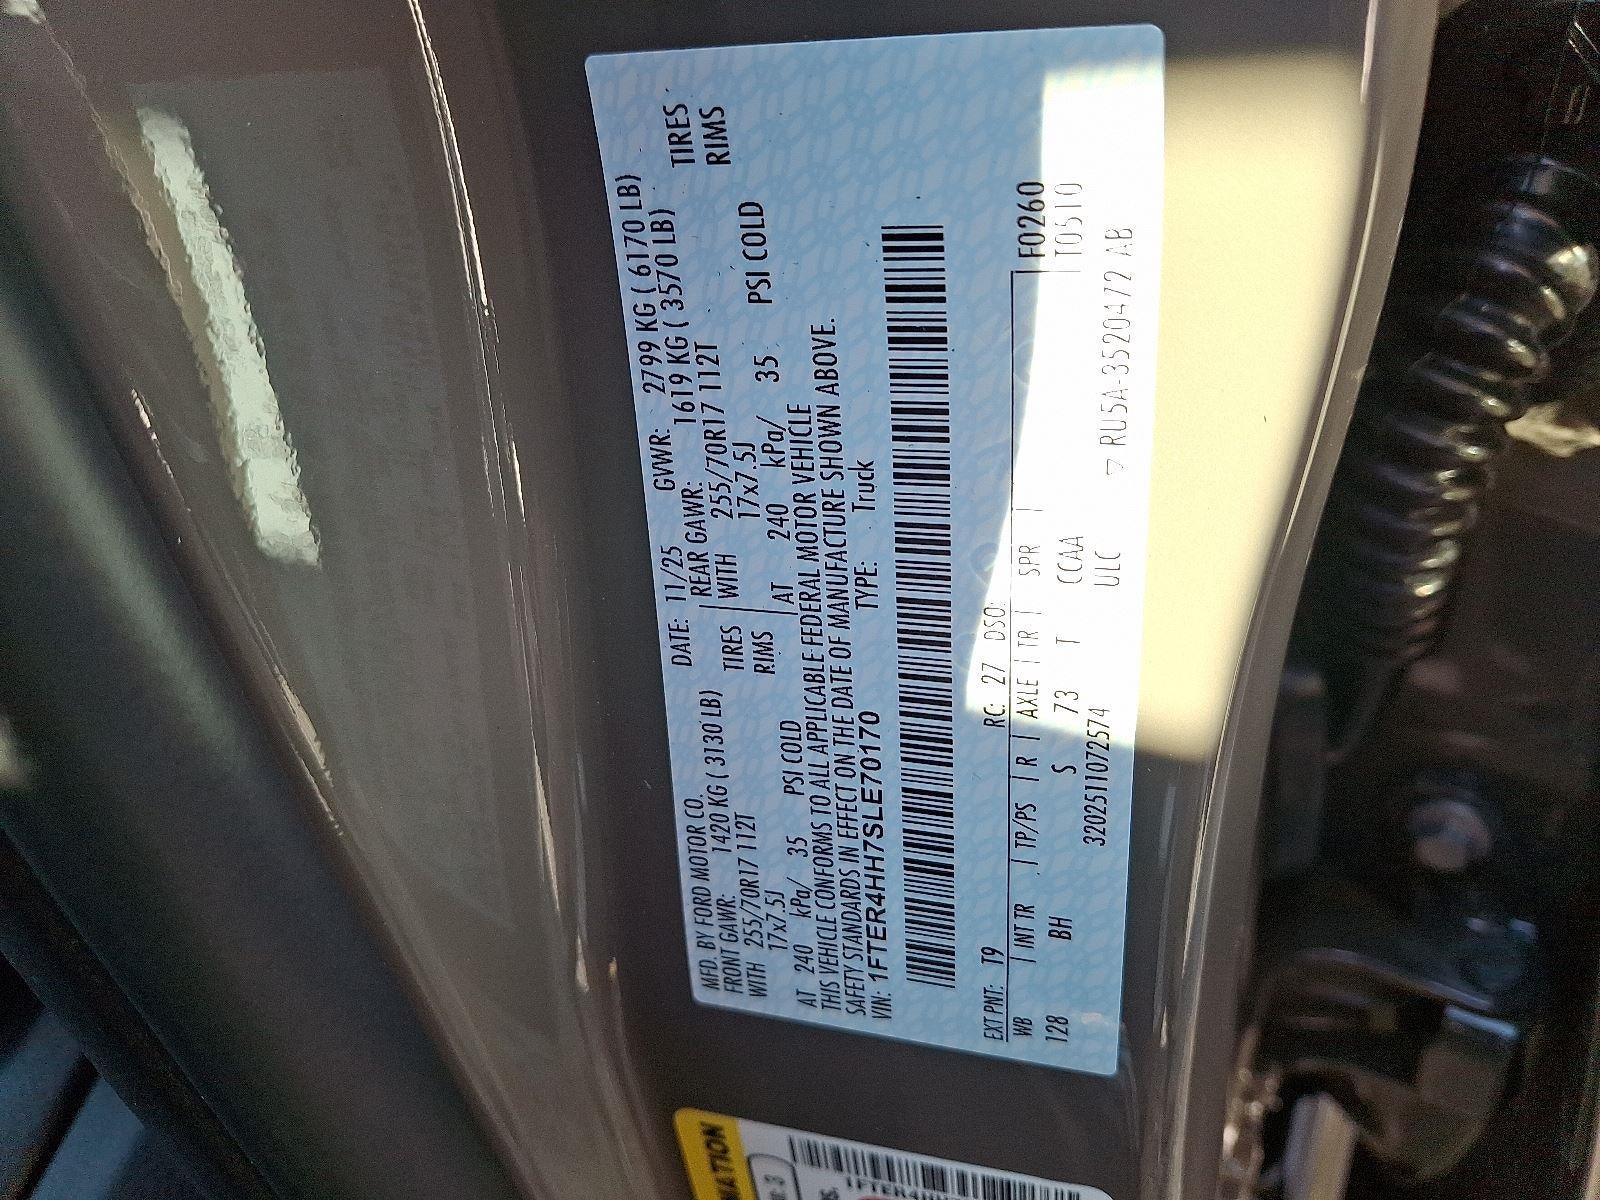 MFD. BY FORD MOTOR CO.
DATE: 11/25 GVWR: 2799 KG ( 6170 LB)
FRONT GAWR: 1420 KG ( 3130 LB) REAR GAWR: 1619 KG ( 3570 LB)
WITH 255/70R17 112T TIRES WITH 255/70R17 112T TIRES
17x7.5J RIMS 17x7.5J RIMS
AT 240 kPa/ 35 PSI COLD AT 240 kPa/ 35 PSI COLD
THIS VEHICLE CONFORMS TO ALL APPLICABLE FEDERAL MOTOR VEHICLE
SAFETY STANDARDS IN EFFECT ON THE DATE OF MANUFACTURE SHOWN ABOVE.
VIN: 1FTER4HH7SLE70170 TYPE: Truck
EXT PNT: T9 RC: 27 DSO: F0260
WB INT TR TP/PS R AXLE TR SPR T0510
128 BH S 73 T CCAA
3202511072574 ULC ▽ RU5A-3520472 AB
MATION